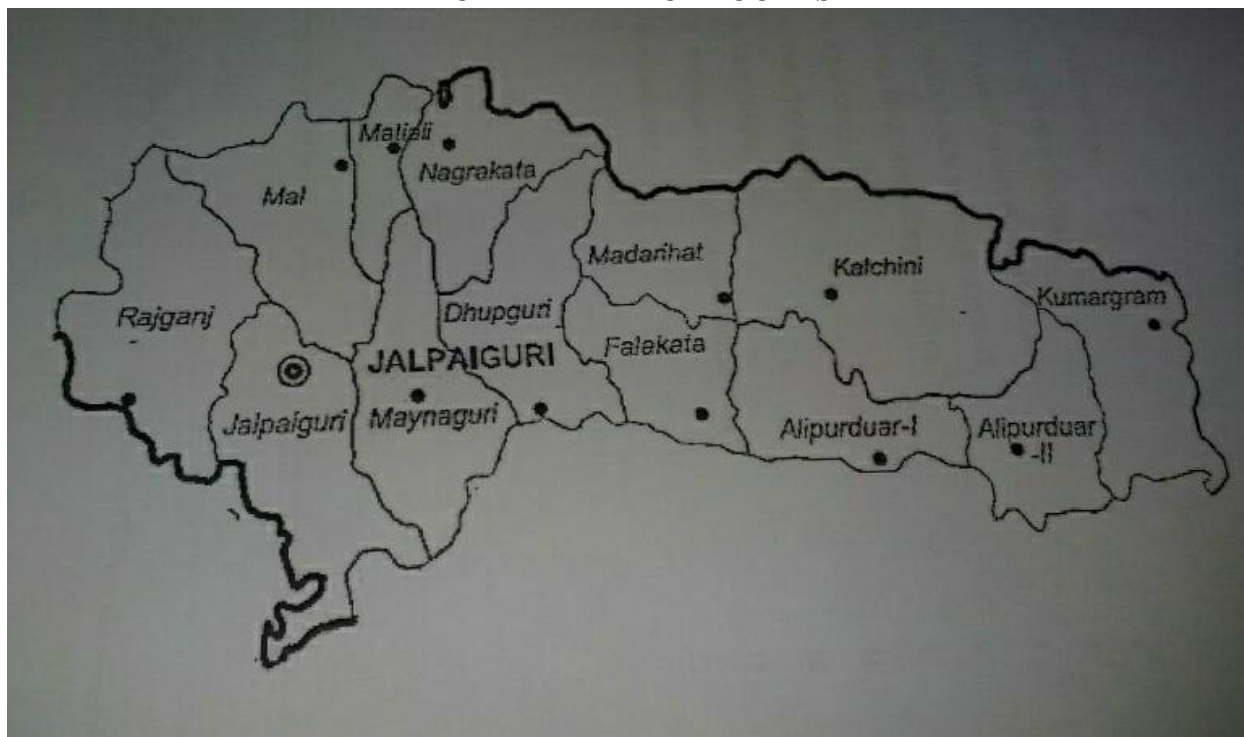 Matiali
Nagrakata
Mal
Madarihat
Kalchini
Kumargram
Rajganj
Dhupguri
Falakata
JALPAIGURI
Jalpaiguri
Maynaguri
Alipurduar-I
Alipurduar
-II